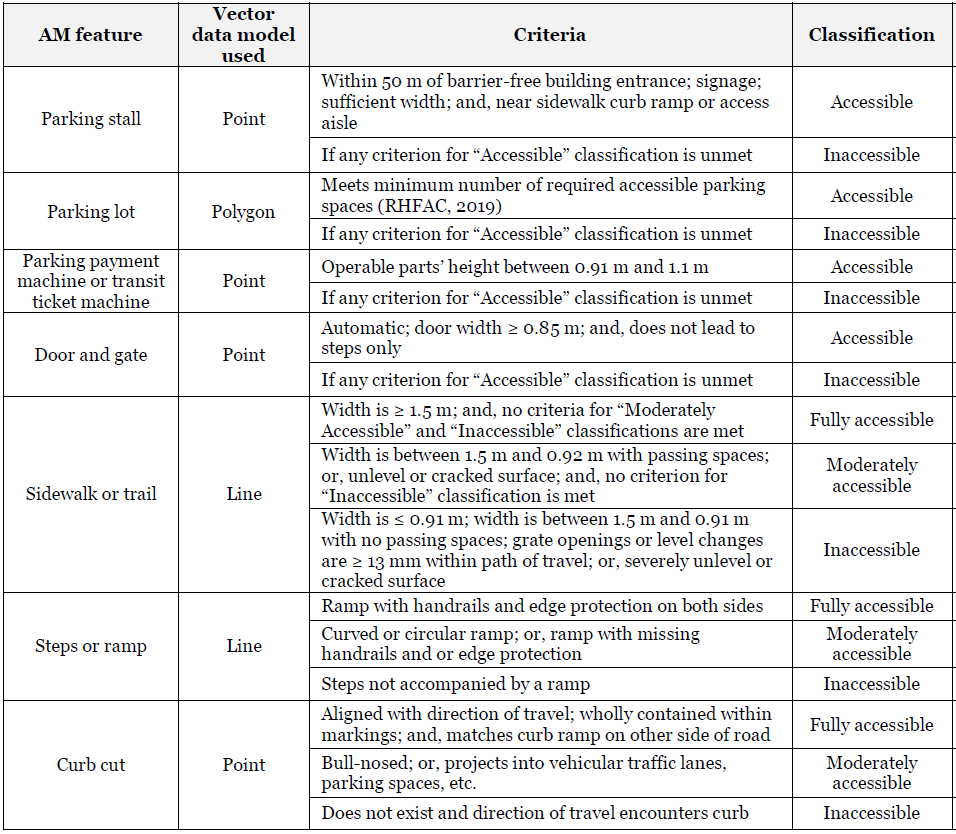 AM feature
Vector
data model
used
Criteria
Classification
Parking stall
Point
Within 50 m of barrier-free building entrance; signage;
sufficient width; and, near sidewalk curb ramp or access
aisle
Accessible
If any criterion for “Accessible” classification is unmet
Inaccessible
Parking lot
Polygon
Meets minimum number of required accessible parking
spaces (RHFAC, 2019)
Accessible
If any criterion for “Accessible” classification is unmet
Inaccessible
Parking payment
machine or transit
ticket machine
Point
Operable parts’ height between 0.91 m and 1.1 m
Accessible
If any criterion for “Accessible” classification is unmet
Inaccessible
Door and gate
Point
Automatic; door width ≥ 0.85 m; and, does not lead to
steps only
Accessible
If any criterion for “Accessible” classification is unmet
Inaccessible
Sidewalk or trail
Line
Width is ≥ 1.5 m; and, no criteria for “Moderately
Accessible” and “Inaccessible” classifications are met
Fully accessible
Width is between 1.5 m and 0.92 m with passing spaces;
or, unlevel or cracked surface; and, no criterion for
“Inaccessible” classification is met
Moderately
accessible
Width is ≤ 0.91 m; width is between 1.5 m and 0.91 m
with no passing spaces; grate openings or level changes
are ≥ 13 mm within path of travel; or, severely unlevel or
cracked surface
Inaccessible
Steps or ramp
Line
Ramp with handrails and edge protection on both sides
Fully accessible
Curved or circular ramp; or, ramp with missing
handrails and or edge protection
Moderately
accessible
Steps not accompanied by a ramp
Inaccessible
Curb cut
Point
Aligned with direction of travel; wholly contained within
markings; and, matches curb ramp on other side of road
Fully accessible
Bull-nosed; or, projects into vehicular traffic lanes,
parking spaces, etc.
Moderately
accessible
Does not exist and direction of travel encounters curb
Inaccessible